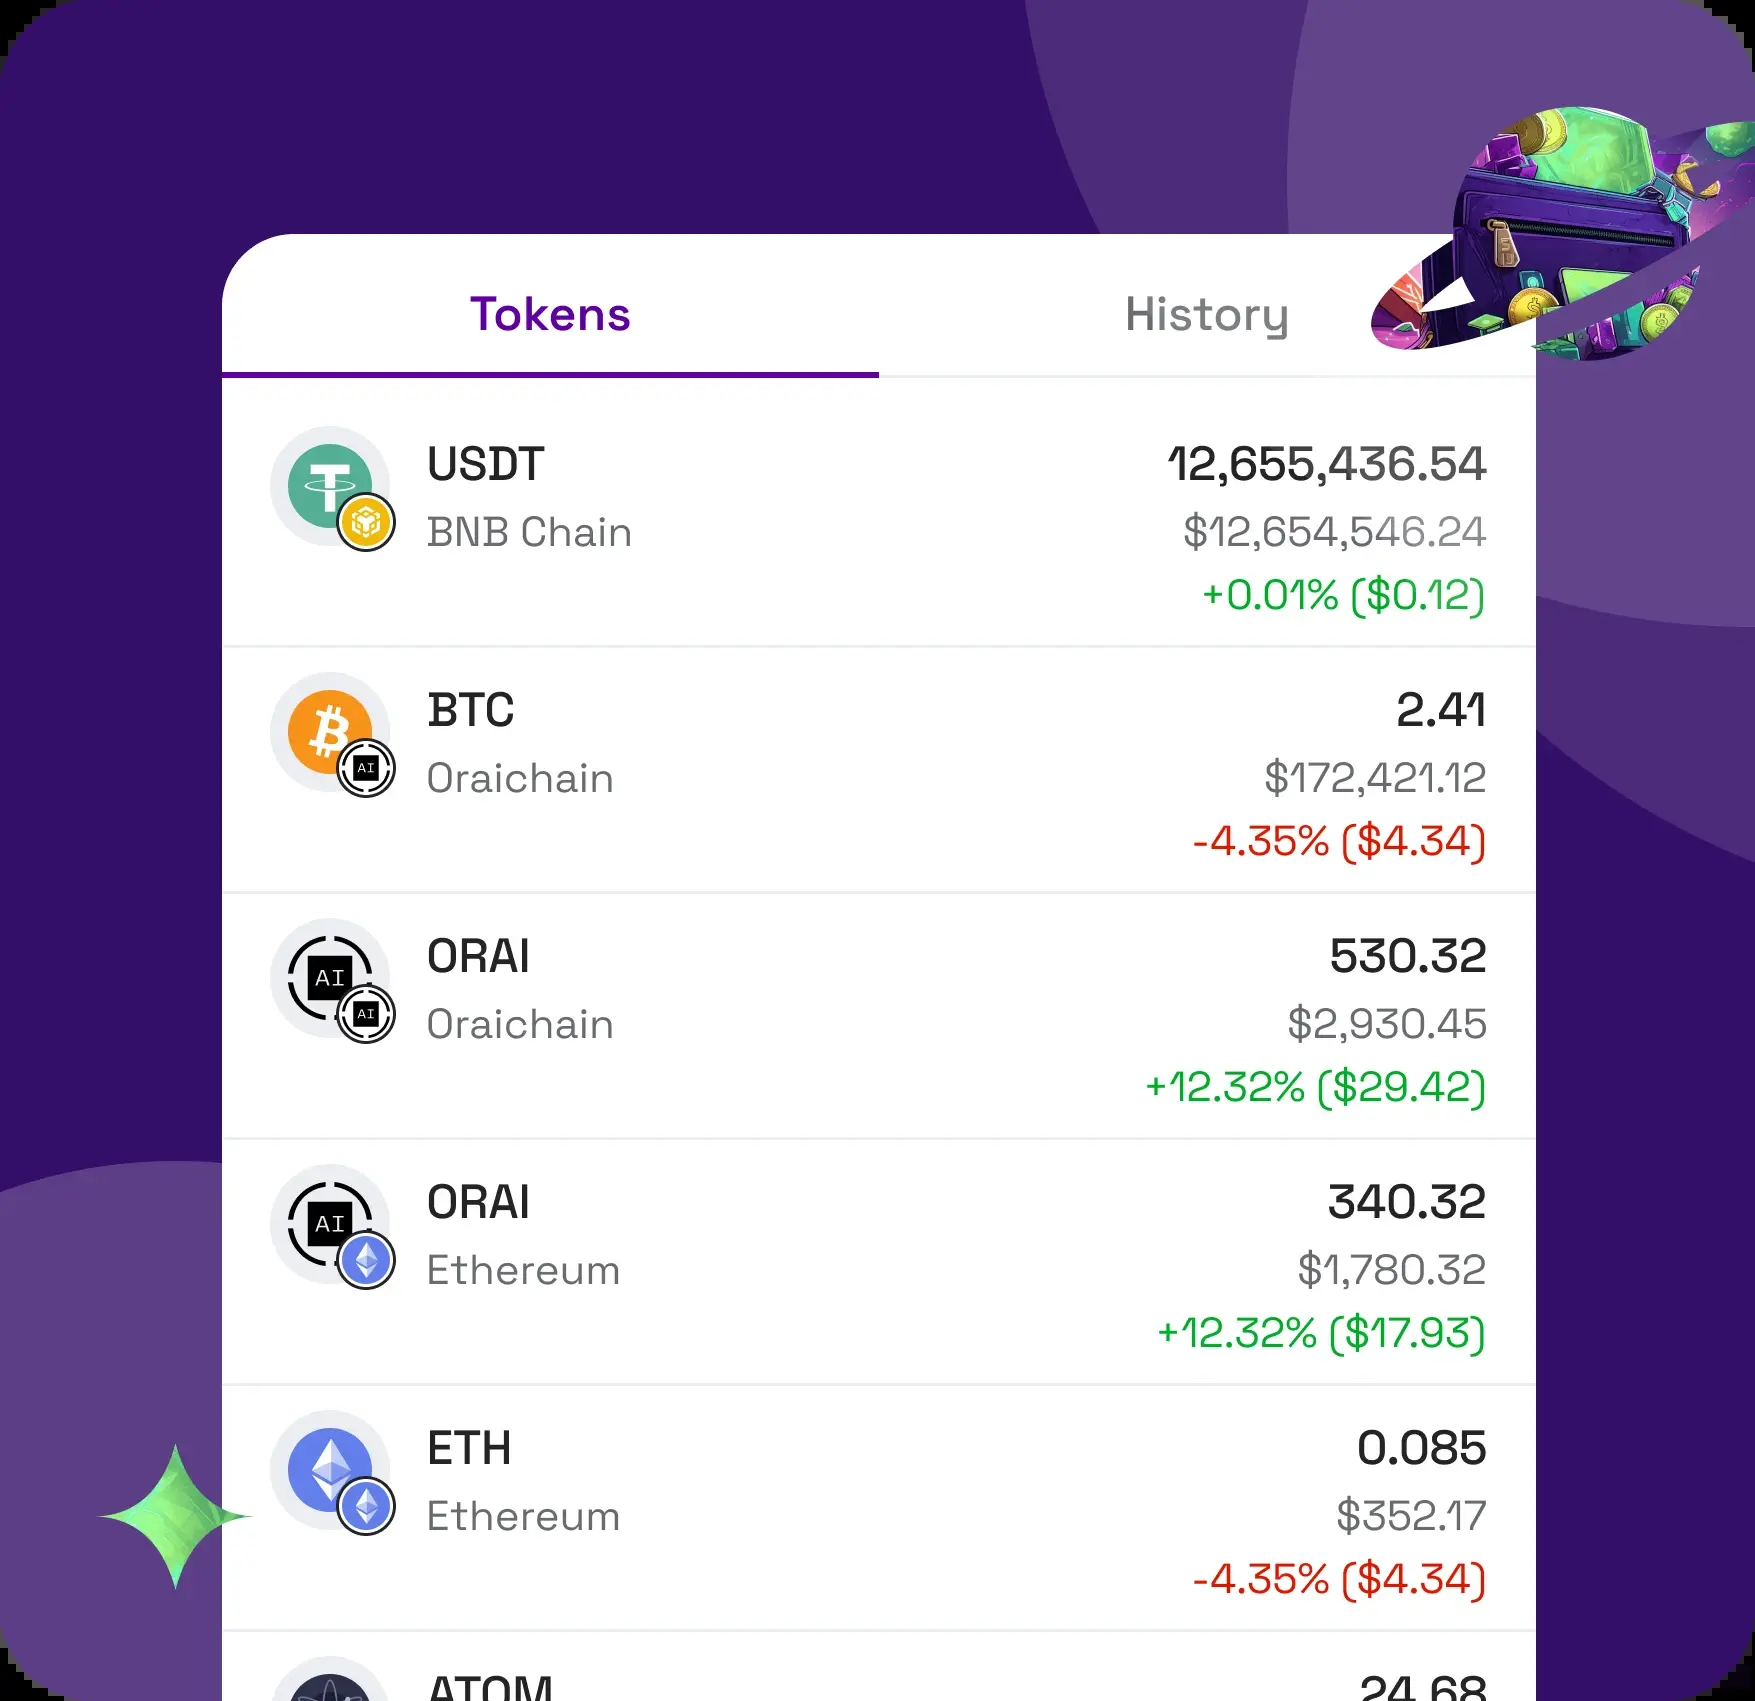 Tokens
History
USDT
12,655,436.54
BNB Chain
$12,654,546.24
+0.01% ($0.12)
BTC
2.41
AI
Oraichain
$172,421.12
-4.35% ($4.34)
AI
ORAI
530.32
AI
Oraichain
$2,930.45
+12.32% ($29.42)
AI
ORAI
340.32
Ethereum
$1,780.32
+12.32% ($17.93)
ETH
0.085
Ethereum
$352.17
-4.35% ($4.34)
ATOM
24.68